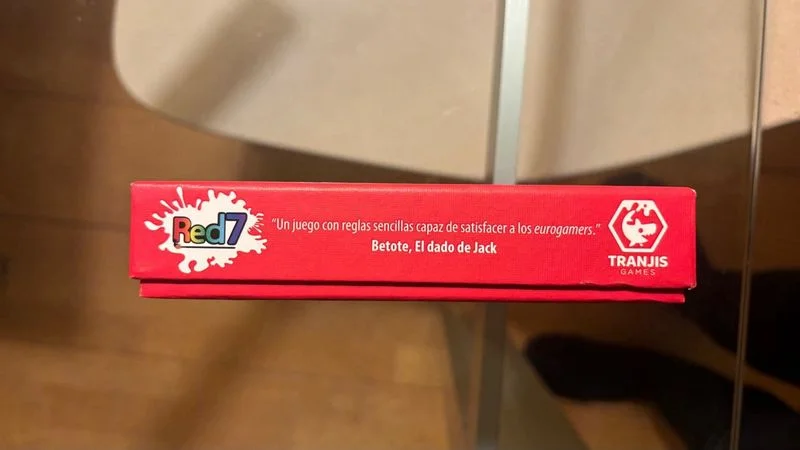 Red7
“Un juego con reglas sencillas capaz de satisfacer a los eurogamers.”
Betote, El dado de Jack
TRANJIS
GAMES